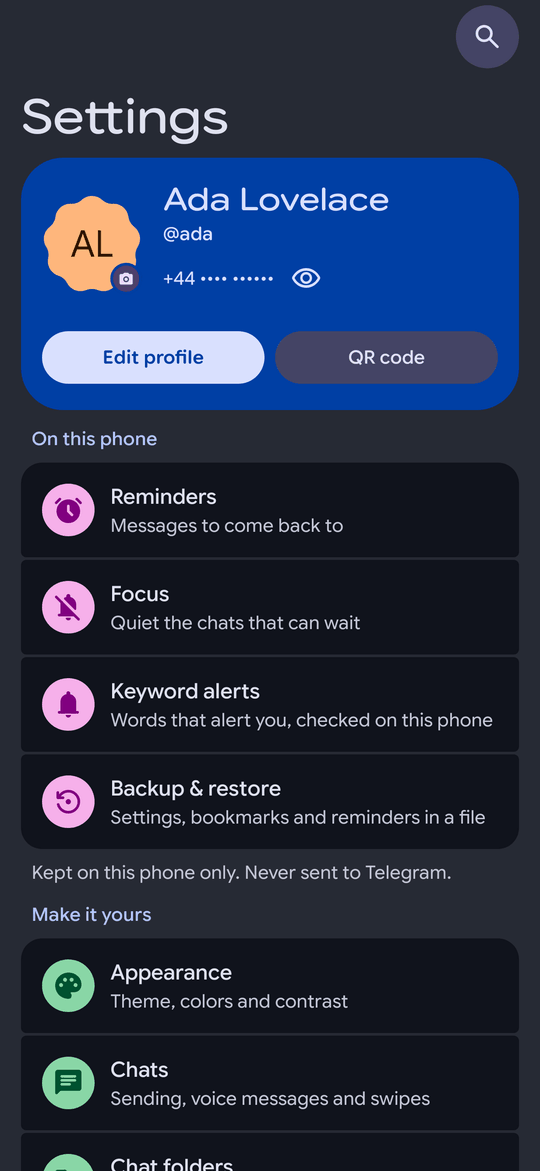 Settings
Ada Lovelace
AL
@ada
+44 •••• ••••••
Edit profile
QR code
On this phone
Reminders
Messages to come back to
Focus
Quiet the chats that can wait
Keyword alerts
Words that alert you, checked on this phone
Backup & restore
Settings, bookmarks and reminders in a file
Kept on this phone only. Never sent to Telegram.
Make it yours
Appearance
Theme, colors and contrast
Chats
Sending, voice messages and swipes
Chat folders